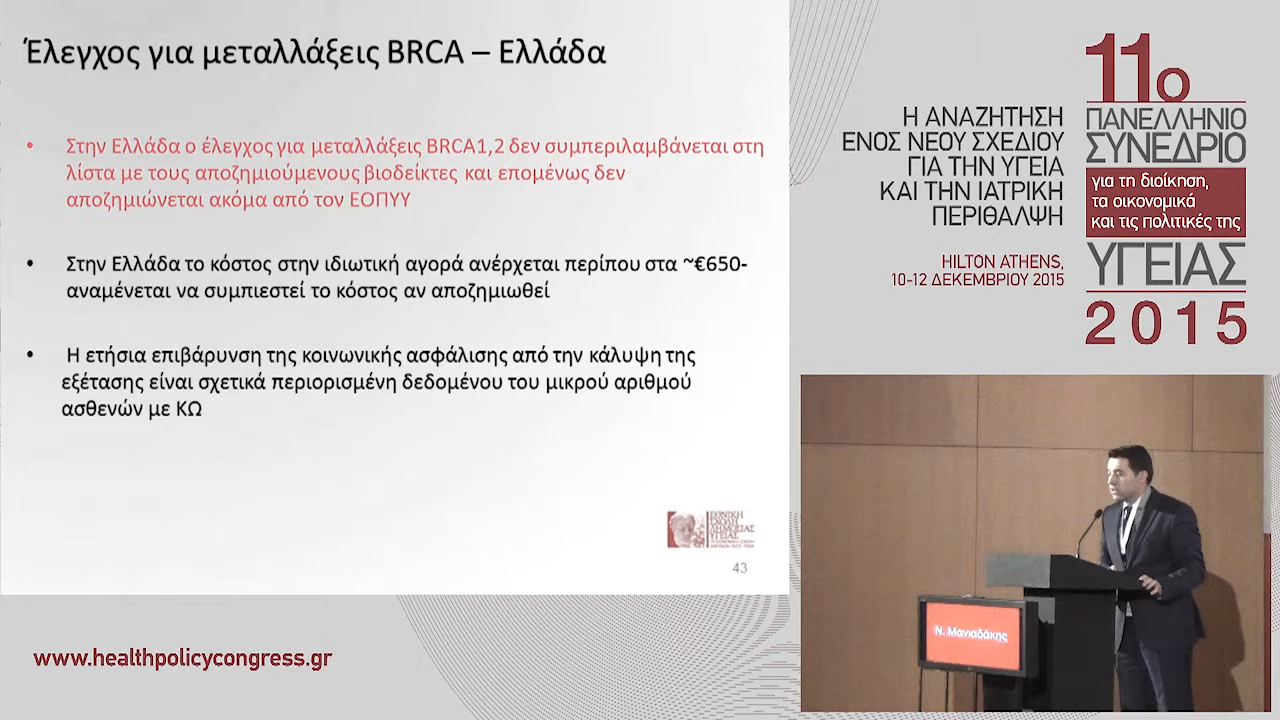 Έλεγχος για μεταλλάξεις BRCA – Ελλάδα
• Στην Ελλάδα ο έλεγχος για μεταλλάξεις BRCA1,2 δεν συμπεριλαμβάνεται στη
λίστα με τους αποζημιούμενους βιοδείκτες και επομένως δεν
αποζημιώνεται ακόμα από τον ΕΟΠΥΥ
• Στην Ελλάδα το κόστος στην ιδιωτική αγορά ανέρχεται περίπου στα ~€650-
αναμένεται να συμπιεστεί το κόστος αν αποζημιωθεί
• Η ετήσια επιβάρυνση της κοινωνικής ασφάλισης από την κάλυψη της
εξέτασης είναι σχετικά περιορισμένη δεδομένου του μικρού αριθμού
ασθενών με ΚΩ
ΕΘΝΙΚΗ
ΣΧΟΛΗ
ΔΗΜΟΣΙΑΣ
ΥΓΕΙΑΣ
43
www.healthpolicycongress.gr
Η ΑΝΑΖΗΤΗΣΗ
ΕΝΟΣ ΝΕΟΥ ΣΧΕΔΙΟΥ
ΓΙΑ ΤΗΝ ΥΓΕΙΑ
ΚΑΙ ΤΗΝ ΙΑΤΡΙΚΗ
ΠΕΡΙΘΑΛΨΗ
HILTON ATHENS,
10-12 ΔΕΚΕΜΒΡΙΟΥ 2015
11ο
ΠΑΝΕΛΛΗΝΙΟ
ΣΥΝΕΔΡΙΟ
για τη διοίκηση,
τα οικονομικά
και τις πολιτικές της
ΥΓΕΙΑΣ
2015
Ν. Μανιαδάκης